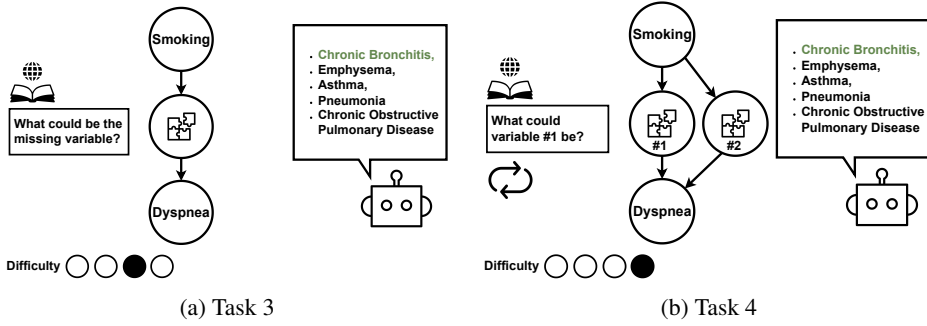 Smoking
What could be the
missing variable?
Dyspnea
. Chronic Bronchitis,
. Emphysema,
. Asthma,
. Pneumonia
. Chronic Obstructive
Pulmonary Disease
Difficulty
(a) Task 3
Smoking
What could
variable #1 be?
#1
#2
Dyspnea
. Chronic Bronchitis,
. Emphysema,
. Asthma,
. Pneumonia
. Chronic Obstructive
Pulmonary Disease
Difficulty
(b) Task 4